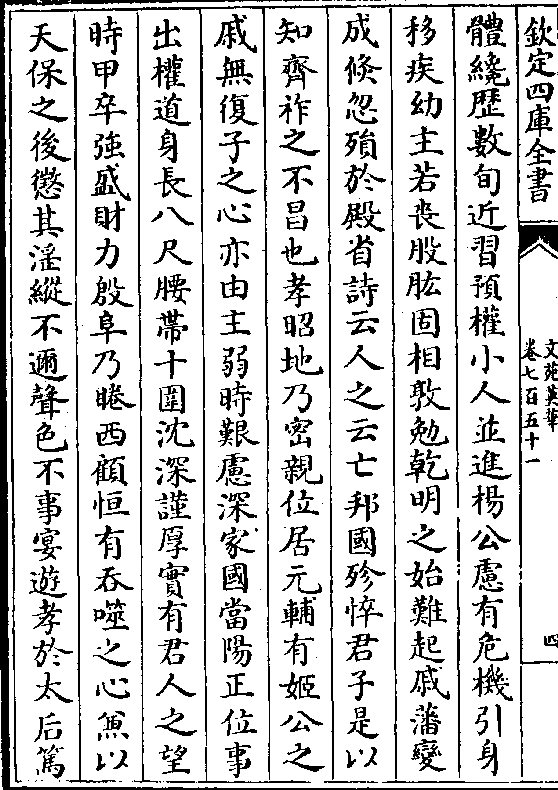 欽定四庫全書
文苑英華
卷七百五十一
四
體纔歷數旬近習預權小人並進楊公慮有危機引身
移疾幼主若喪股肱固相敦勉乾明之始難起戚藩變
成倐忽殞於殿省詩云人之云亡邦國殄悴君子是以
知齊祚之不昌也孝昭地乃密親位居元輔有姬公之
戚無復子之心亦由主弱時艱慮深家國當陽正位事
出權道身長八尺腰帶十圍沈深謹厚實有君人之望
時甲卒強盛財力殷阜乃睠西顧恒有吞噬之心兼以
天保之後懲其淫縱不邇聲色不事宴遊孝於太后篤